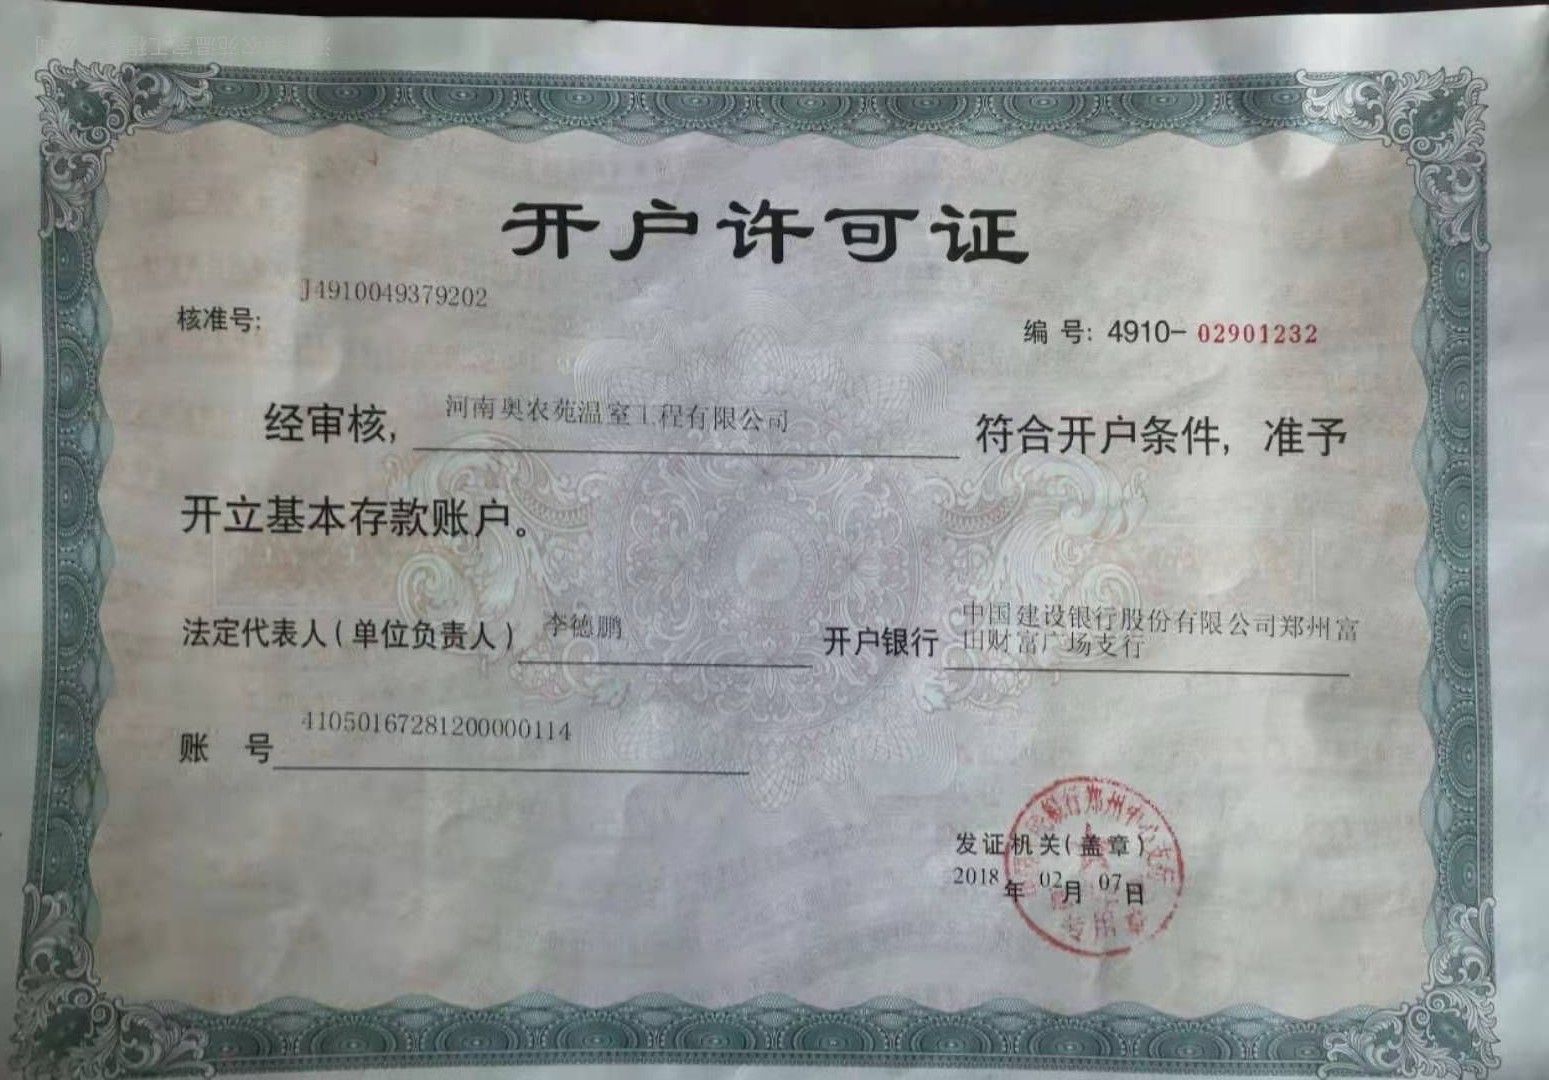 开户许可证
J4910049379202
核准号:
编 号: 4910-02901232
经审核, 河南奥农苑温室工程有限公司 符合开户条件, 准予
开立基本存款账户。
法定代表人(单位负责人) 李德鹏 开户银行 中国建设银行股份有限公司郑州富
田财富广场支行
账 号 41050167281200000114
发证机关(盖章)
2018 年 02 月 07 日